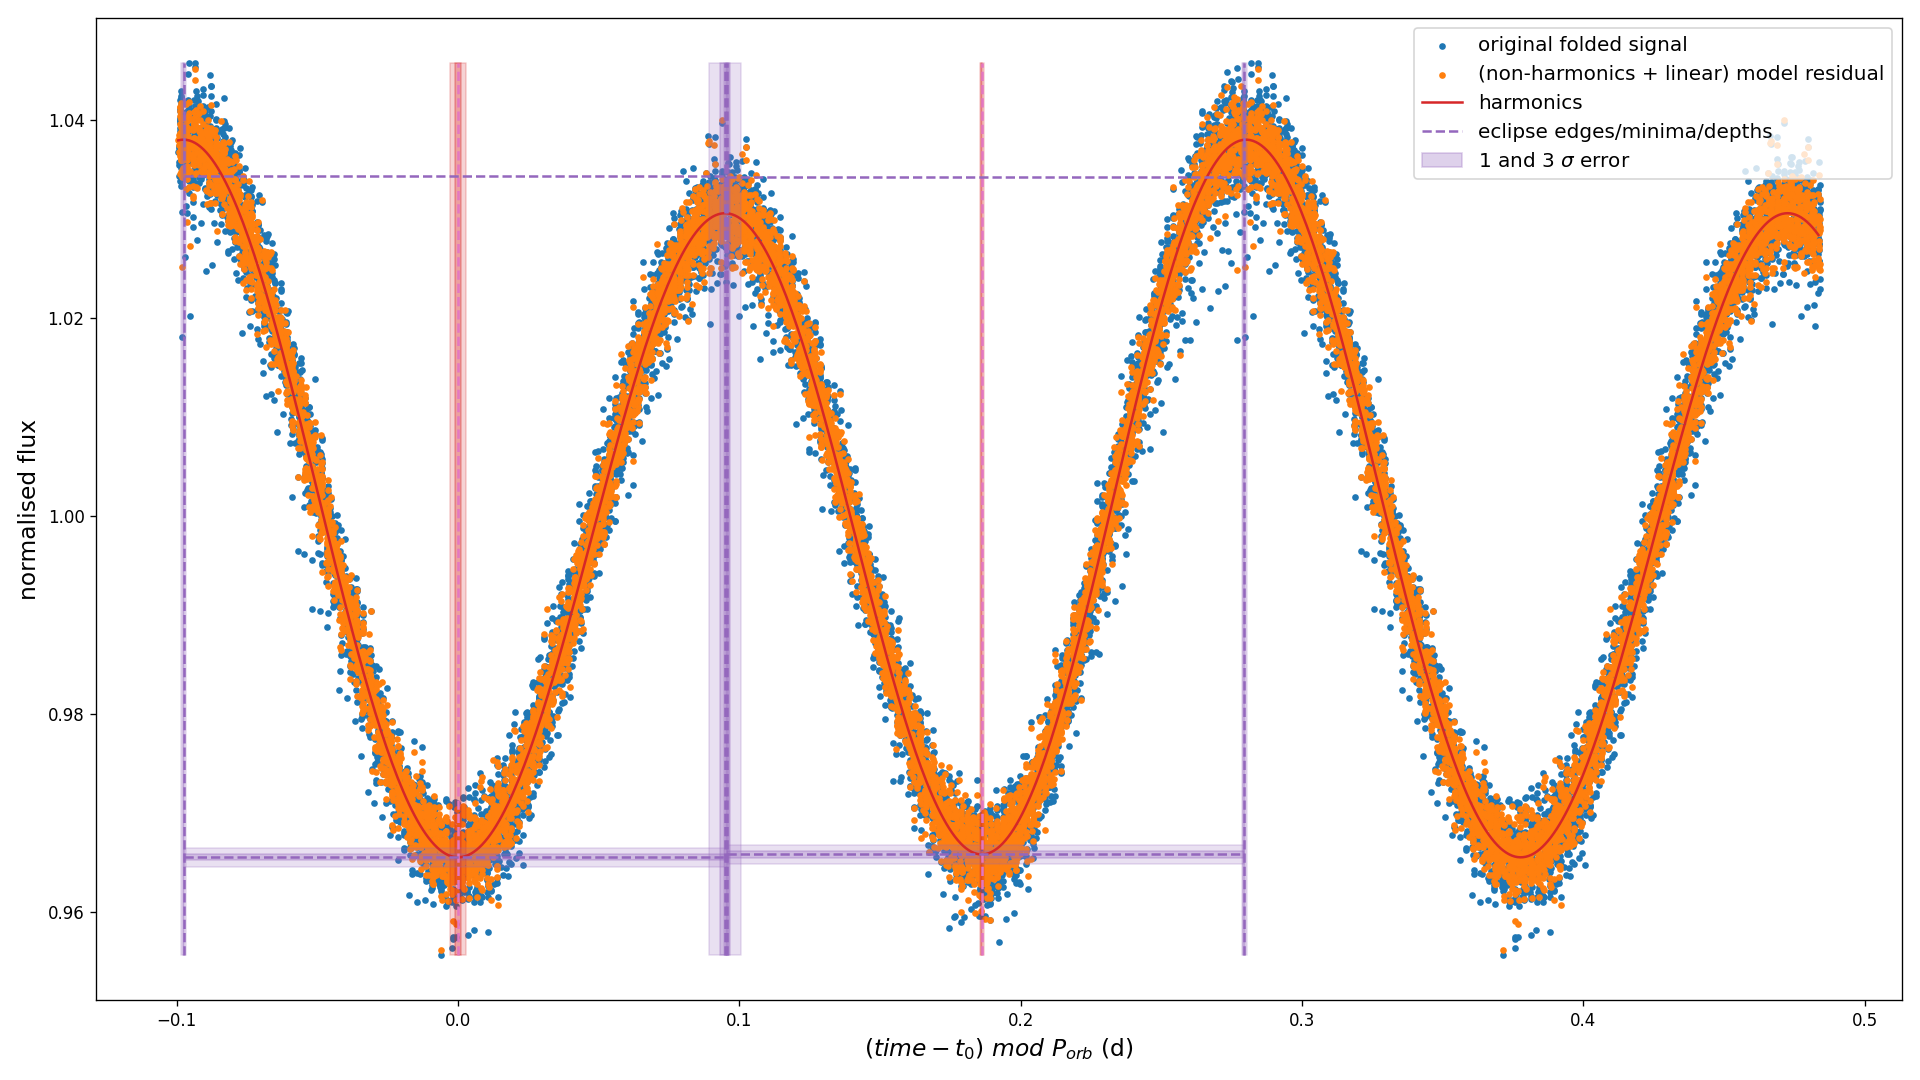 original folded signal
(non-harmonics + linear) model residual
harmonics
eclipse edges/minima/depths
1 and 3 σ error
normalised flux
1.04
1.02
1.00
0.98
0.96
−0.1
0.0
0.1
0.2
0.3
0.4
0.5
(time − t₀) mod P_orb (d)